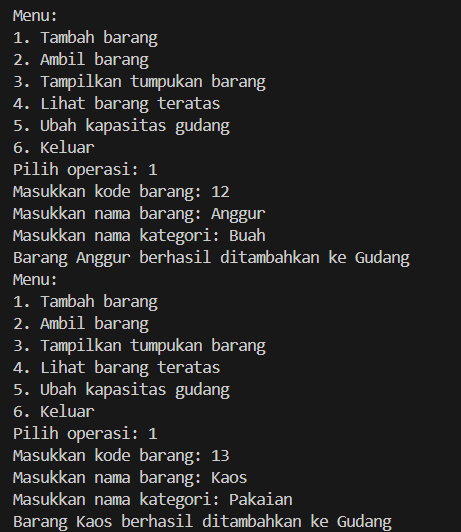 Menu:
1. Tambah barang
2. Ambil barang
3. Tampilkan tumpukan barang
4. Lihat barang teratas
5. Ubah kapasitas gudang
6. Keluar
Pilih operasi: 1
Masukkan kode barang: 12
Masukkan nama barang: Anggur
Masukkan nama kategori: Buah
Barang Anggur berhasil ditambahkan ke Gudang
Menu:
1. Tambah barang
2. Ambil barang
3. Tampilkan tumpukan barang
4. Lihat barang teratas
5. Ubah kapasitas gudang
6. Keluar
Pilih operasi: 1
Masukkan kode barang: 13
Masukkan nama barang: Kaos
Masukkan nama kategori: Pakaian
Barang Kaos berhasil ditambahkan ke Gudang